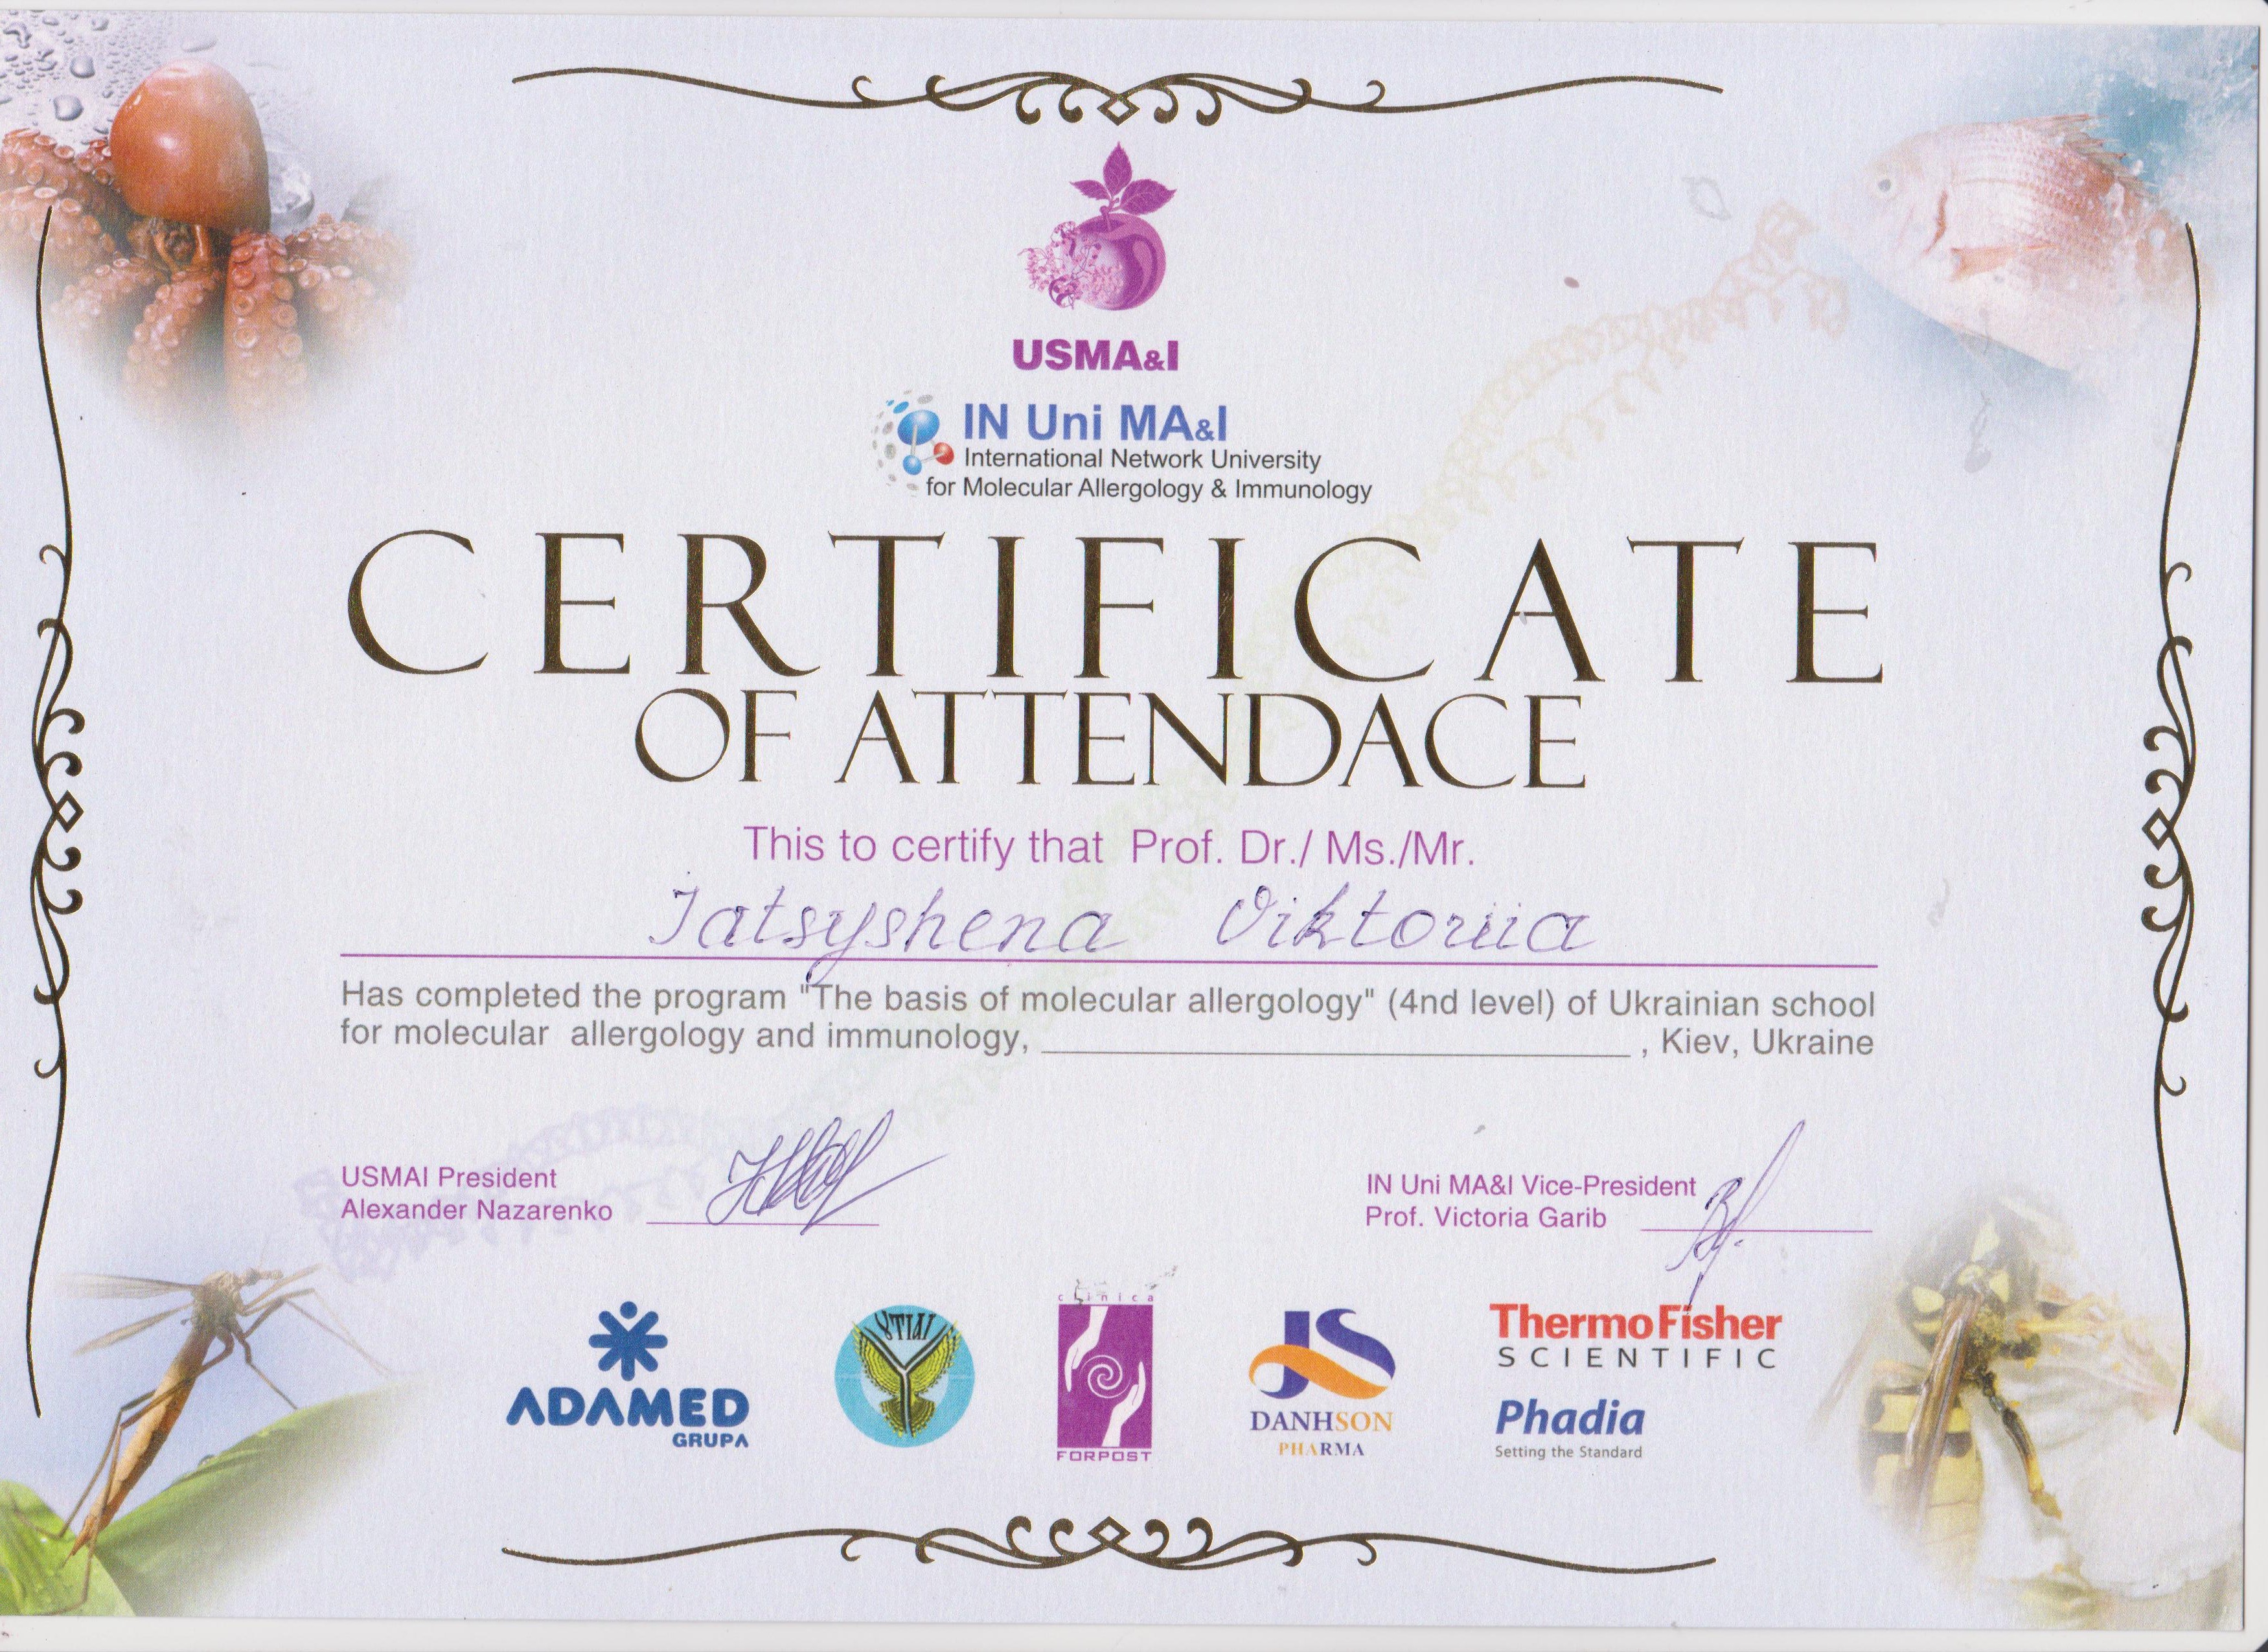 USMA&I
IN Uni MA&I
International Network University
for Molecular Allergology & Immunology
CERTIFICATE
OF ATTENDACE
This to certify that Prof. Dr./ Ms./Mr.
Iatsyshena Viktoriia
Has completed the program "The basis of molecular allergology" (4nd level) of Ukrainian school
for molecular allergology and immunology, ______________________ , Kiev, Ukraine
USMAI President
Alexander Nazarenko
IN Uni MA&I Vice-President
Prof. Victoria Garib
ADAMED
GRUPA
УТІАІ
clinica
FORPOST
JS
DANHSON
PHARMA
ThermoFisher
SCIENTIFIC
Phadia
Setting the Standard